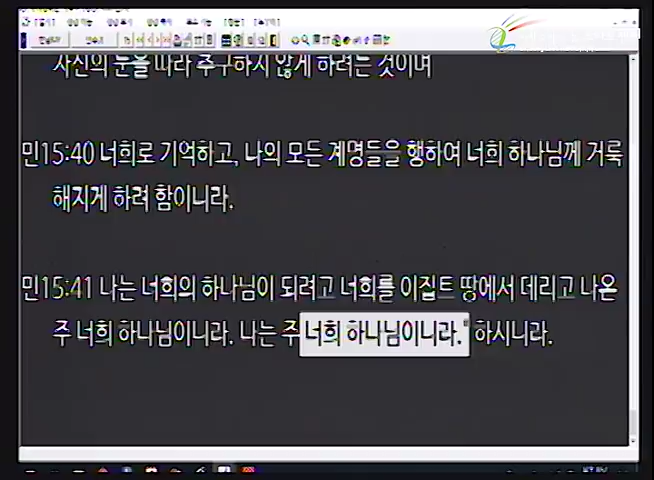 자신의 눈을 따라 추구하지 않게 하려는 것이며
민15:40 너희로 기억하고, 나의 모든 계명들을 행하여 너희 하나님께 거룩
해지게 하려 함이니라.
민15:41 나는 너희의 하나님이 되려고 너희를 이집트 땅에서 데리고 나온
주 너희 하나님이니라. 나는 주 너희 하나님이니라." 하시니라.